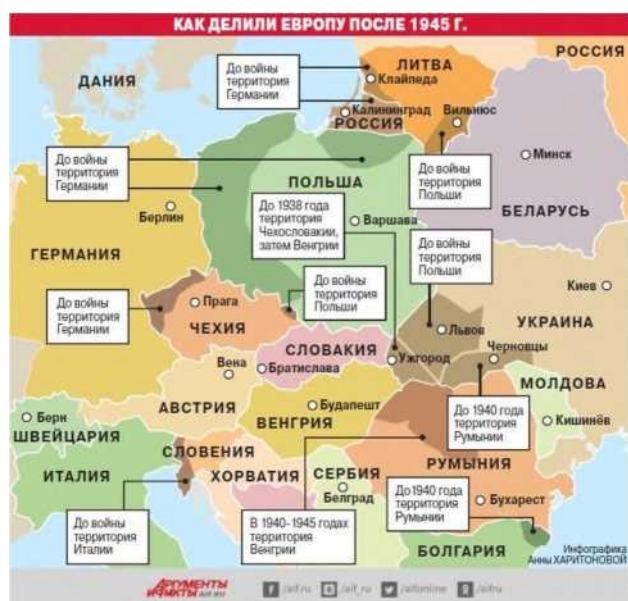 КАК ДЕЛИЛИ ЕВРОПУ ПОСЛЕ 1945 Г.
ДАНИЯ
До войны
территория
Германии
ЛИТВА
РОССИЯ
Клайпеда
Калининград
РОССИЯ
Вильнюс
До войны
территория
Германии
ПОЛЬША
До войны
территория
Польши
Минск
БЕЛАРУСЬ
Берлин
До 1938 года
территория
Чехословакии,
затем Венгрии
Варшава
ГЕРМАНИЯ
До войны
территория
Польши
Киев
До войны
территория
Германии
Прага
ЧЕХИЯ
До войны
территория
Польши
Львов
УКРАИНА
СЛОВАКИЯ
Ужгород
Черновцы
Вена
Братислава
МОЛДОВА
АВСТРИЯ
Будапешт
ВЕНГРИЯ
До 1940 года
территория
Румынии
Кишинёв
Берн
ШВЕЙЦАРИЯ
СЛОВЕНИЯ
ИТАЛИЯ
ХОРВАТИЯ
СЕРБИЯ
Белград
РУМЫНИЯ
До войны
территория
Италии
В 1940-1945 годах
территория
Венгрии
До 1940 года
территория
Румынии
Бухарест
БОЛГАРИЯ
Инфографика
Анны ХАРИТОНОВОЙ
АРГУМЕНТЫ
И ФАКТЫ AIF.RU
/aif.ru
/aif_ru
/aifonline
/aifru